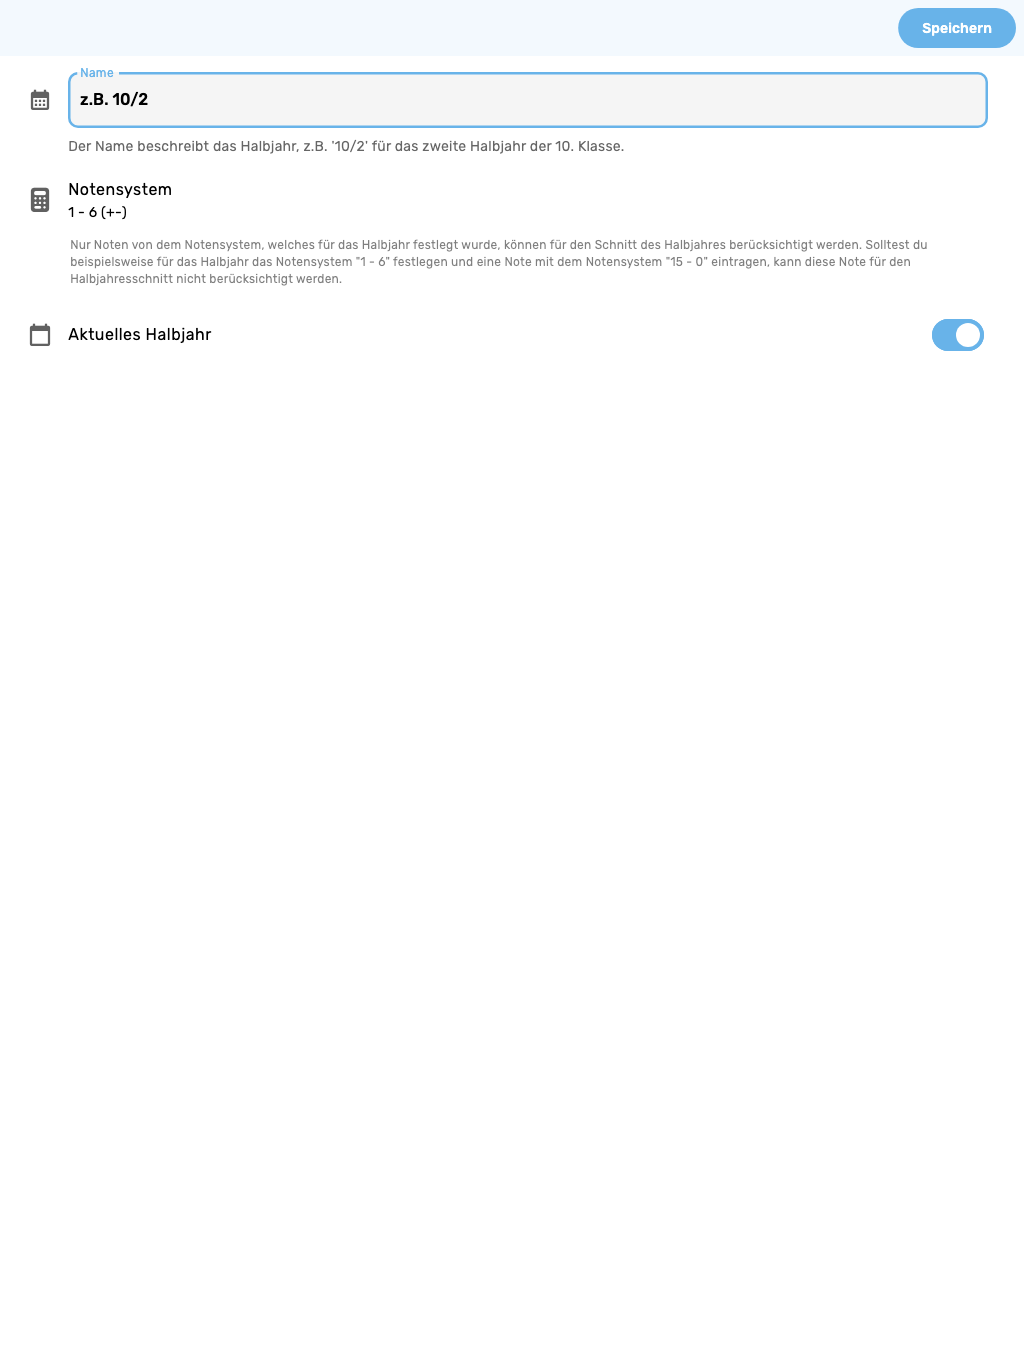 Speichern
Name
z.B. 10/2
Der Name beschreibt das Halbjahr, z.B. '10/2' für das zweite Halbjahr der 10. Klasse.
Notensystem
1 - 6 (+-)
Nur Noten von dem Notensystem, welches für das Halbjahr festlegt wurde, können für den Schnitt des Halbjahres berücksichtigt werden. Solltest du
beispielsweise für das Halbjahr das Notensystem "1 - 6" festlegen und eine Note mit dem Notensystem "15 - 0" eintragen, kann diese Note für den
Halbjahresschnitt nicht berücksichtigt werden.
Aktuelles Halbjahr